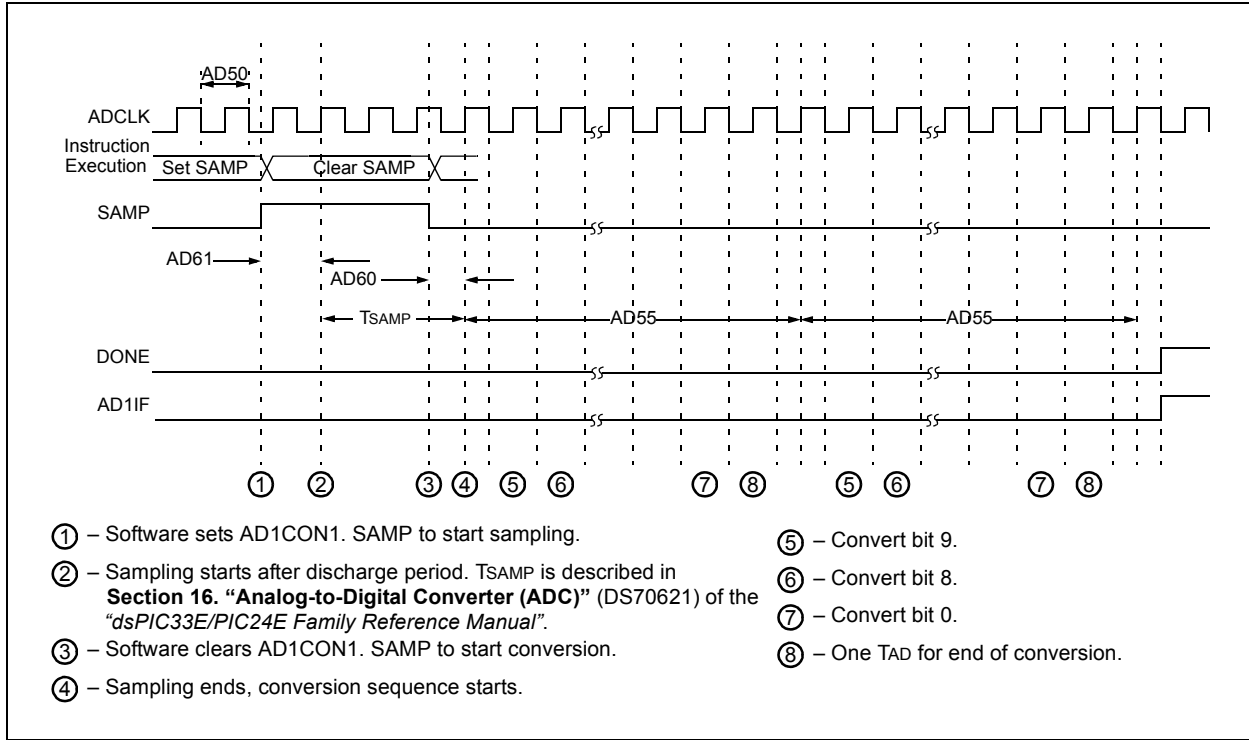 AD50
ADCLK
Instruction
Execution
Set SAMP
Clear SAMP
SAMP
AD61
AD60
TSAMP
AD55
AD55
DONE
AD1IF
1 2 3 4 5 6 7 8 5 6 7 8
1 – Software sets AD1CON1. SAMP to start sampling.
2 – Sampling starts after discharge period. TSAMP is described in
Section 16. “Analog-to-Digital Converter (ADC)” (DS70621) of the
“dsPIC33E/PIC24E Family Reference Manual”.
3 – Software clears AD1CON1. SAMP to start conversion.
4 – Sampling ends, conversion sequence starts.
5 – Convert bit 9.
6 – Convert bit 8.
7 – Convert bit 0.
8 – One TAD for end of conversion.